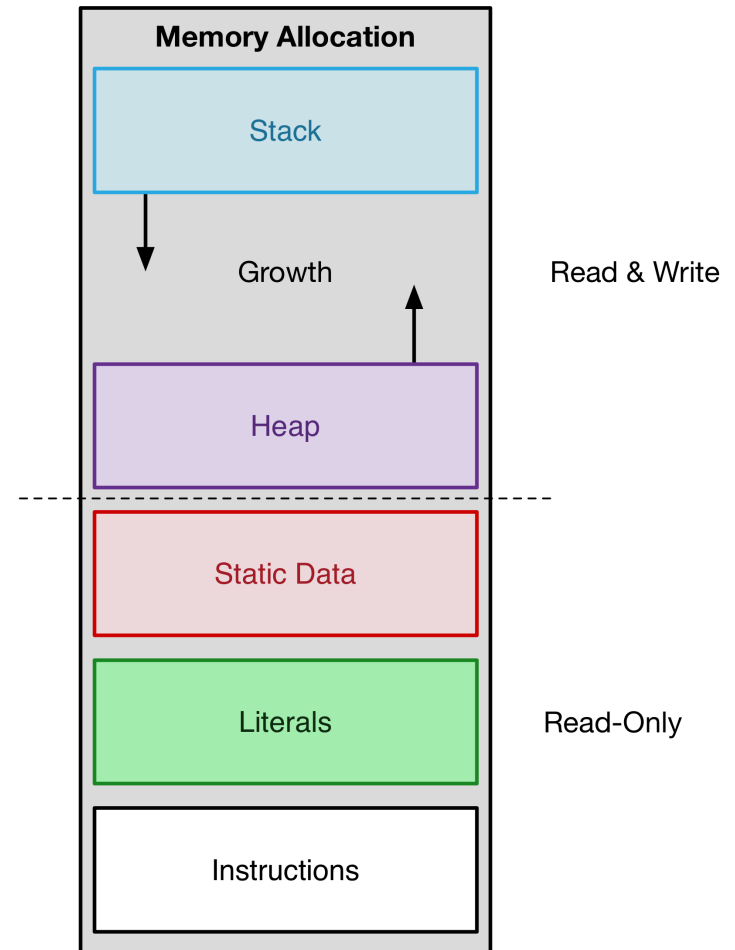 Memory Allocation
Stack
Growth
Read & Write
Heap
Static Data
Literals
Read-Only
Instructions